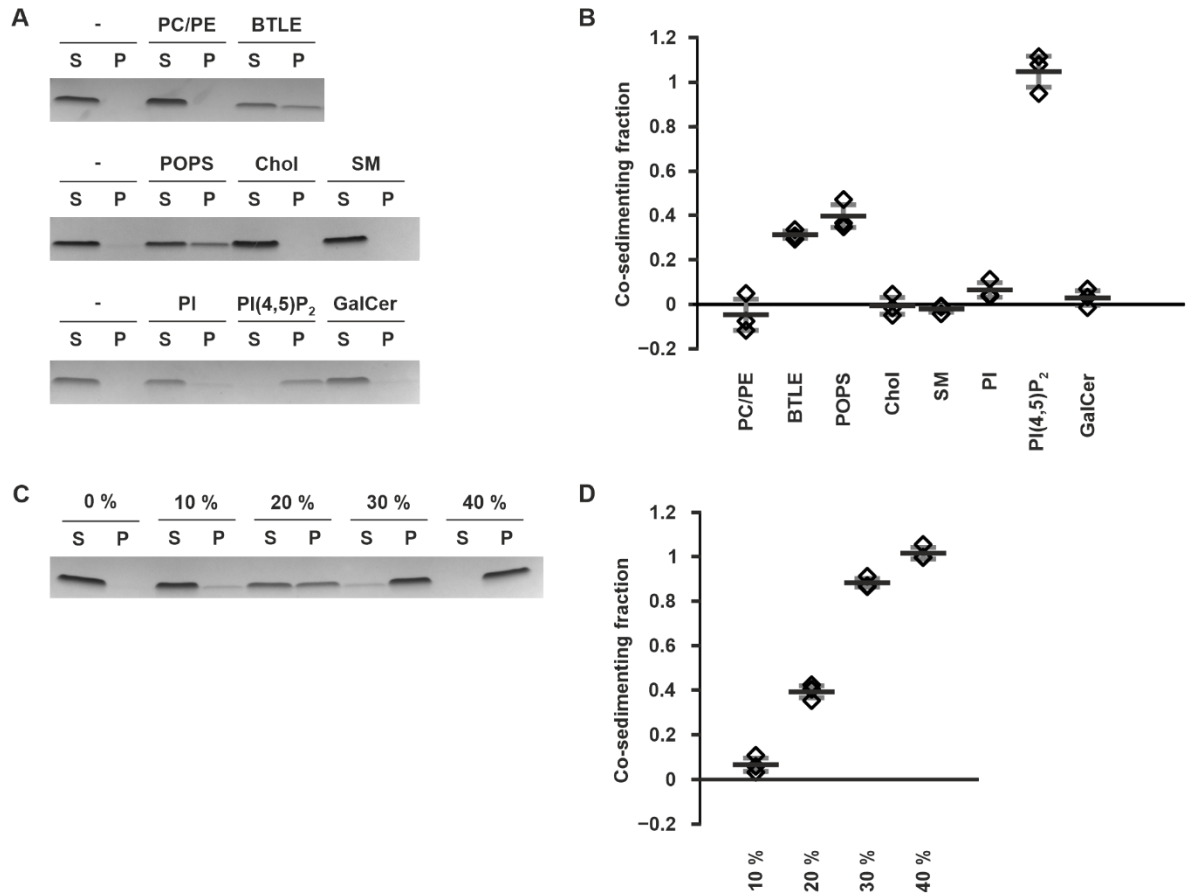 A
- PC/PE BTLE
S P S P S P
- POPS Chol SM
S P S P S P S P
- PI PI(4,5)P₂ GalCer
S P S P S P S P
B
Co-sedimenting fraction
1.2
1
0.8
0.6
0.4
0.2
0
−0.2
PC/PE
BTLE
POPS
Chol
SM
PI
PI(4,5)P₂
GalCer
C
0 % 10 % 20 % 30 % 40 %
S P S P S P S P S P
D
Co-sedimenting fraction
1.2
1
0.8
0.6
0.4
0.2
0
−0.2
10 %
20 %
30 %
40 %